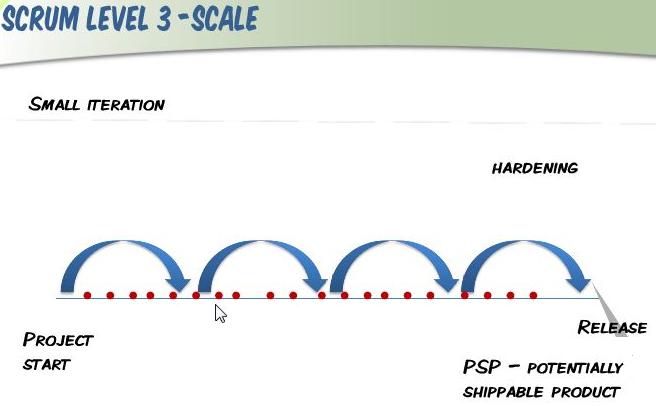 SCRUM LEVEL 3 -SCALE
SMALL ITERATION
HARDENING
PROJECT
START
RELEASE
PSP – POTENTIALLY
SHIPPABLE PRODUCT